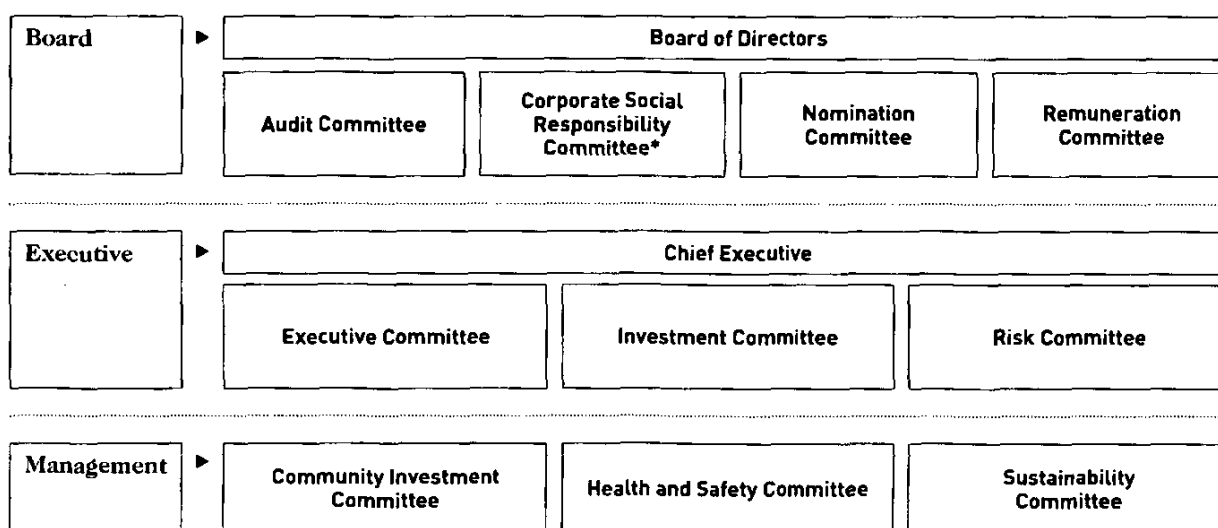 Board
Board of Directors
Audit Committee
Corporate Social
Responsibility
Committee*
Nomination
Committee
Remuneration
Committee
Executive
Chief Executive
Executive Committee
Investment Committee
Risk Committee
Management
Community Investment
Committee
Health and Safety Committee
Sustainability
Committee